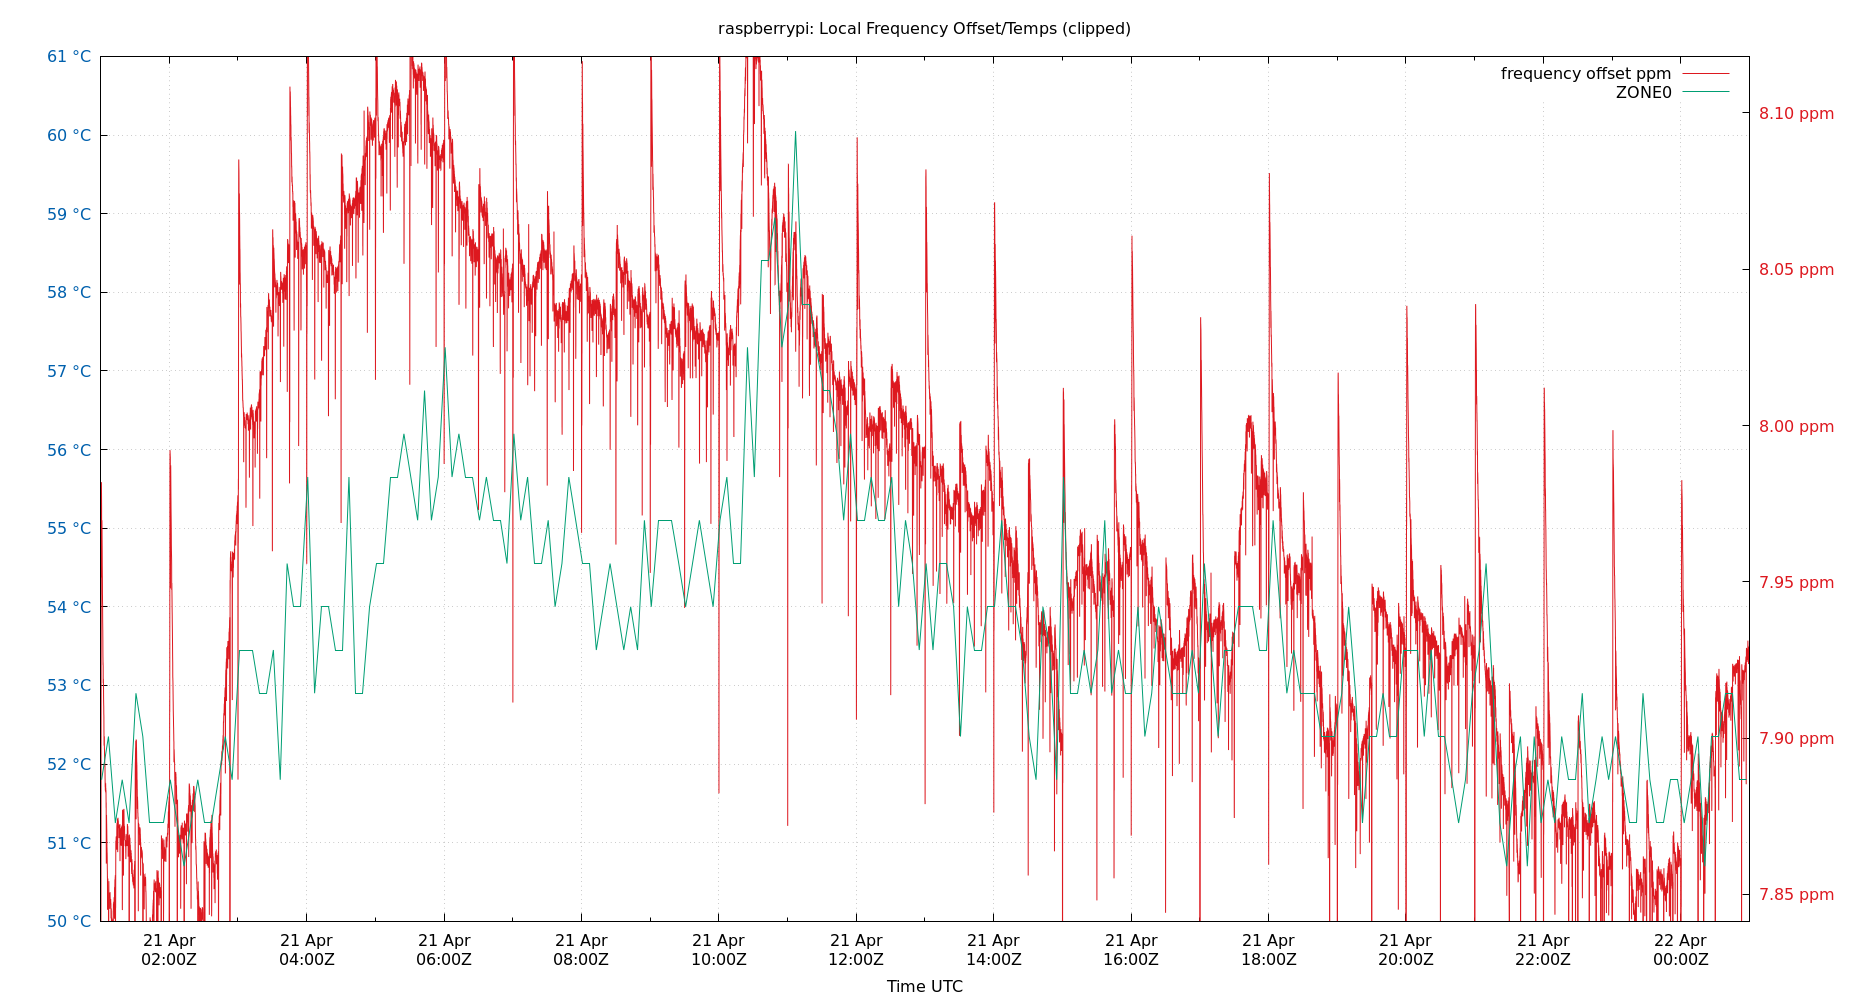 raspberrypi: Local Frequency Offset/Temps (clipped)
frequency offset ppm
ZONE0
61 °C
60 °C
59 °C
58 °C
57 °C
56 °C
55 °C
54 °C
53 °C
52 °C
51 °C
50 °C
8.10 ppm
8.05 ppm
8.00 ppm
7.95 ppm
7.90 ppm
7.85 ppm
21 Apr 21 Apr 21 Apr 21 Apr 21 Apr 21 Apr 21 Apr 21 Apr 21 Apr 21 Apr 21 Apr 22 Apr
02:00Z 04:00Z 06:00Z 08:00Z 10:00Z 12:00Z 14:00Z 16:00Z 18:00Z 20:00Z 22:00Z 00:00Z
Time UTC